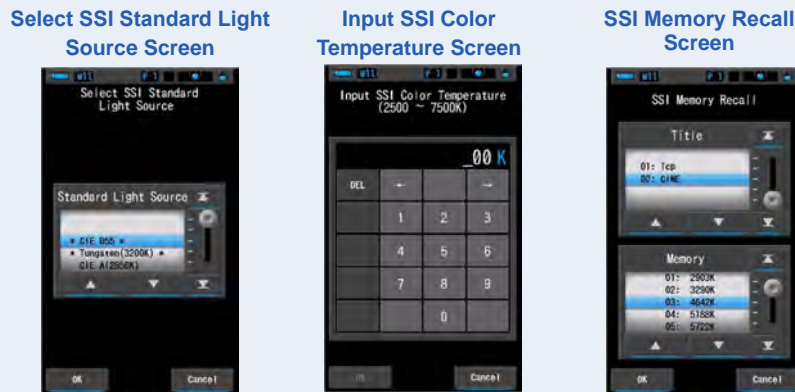 Select SSI Standard Light
Source Screen
Select SSI Standard
Light Source
Standard Light Source
* CIE D55 *
* Tungsten(3200K) *
CIE A(2856K)
OK
Cancel
Input SSI Color
Temperature Screen
Input SSI Color Temperature
(2500 ~ 7500K)
_00 K
DEL
←
→
1
2
3
4
5
6
7
8
9
0
OK
Cancel
SSI Memory Recall
Screen
SSI Memory Recall
Title
01: Tcp
02: CINE
Memory
01: 2903K
02: 3290K
03: 4642K
04: 5188K
05: 5722K
OK
Cancel